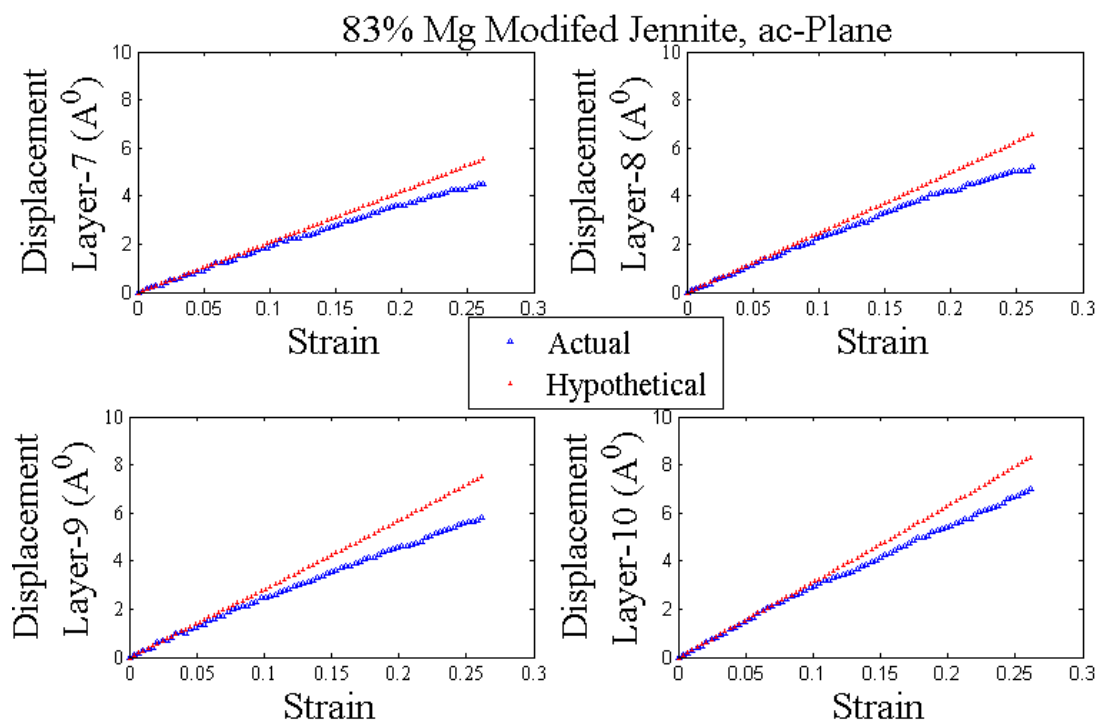 83% Mg Modifed Jennite, ac-Plane
Displacement
Layer-7 (A⁰)
10
8
6
4
2
0
0 0.05 0.1 0.15 0.2 0.25 0.3
Strain
Displacement
Layer-8 (A⁰)
10
8
6
4
2
0
0 0.05 0.1 0.15 0.2 0.25 0.3
Strain
Actual
Hypothetical
Displacement
Layer-9 (A⁰)
10
8
6
4
2
0
0 0.05 0.1 0.15 0.2 0.25 0.3
Strain
Displacement
Layer-10 (A⁰)
10
8
6
4
2
0
0 0.05 0.1 0.15 0.2 0.25 0.3
Strain